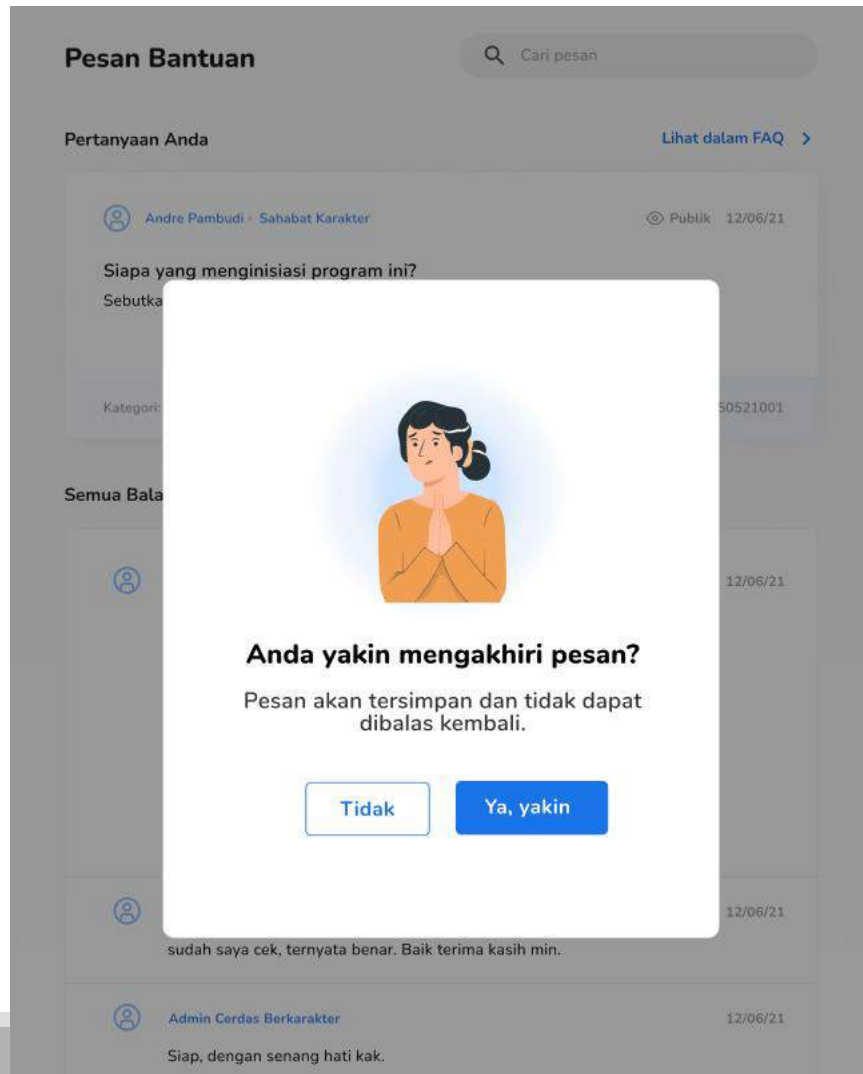 Pesan Bantuan
Cari pesan
Pertanyaan Anda
Lihat dalam FAQ
Andre Pambudi Sahabat Karakter
Publik 12/06/21
Siapa yang menginisiasi program ini?
Kategori:
50521001
Semua
12/06/21
Anda yakin mengakhiri pesan?
Pesan akan tersimpan dan tidak dapat
dibalas kembali.
Tidak
Ya, yakin
12/06/21
sudah saya cek, ternyata benar. Baik terima kasih min.
Admin Cerdas Berkarakter
12/06/21
Siap, dengan senang hati kak.